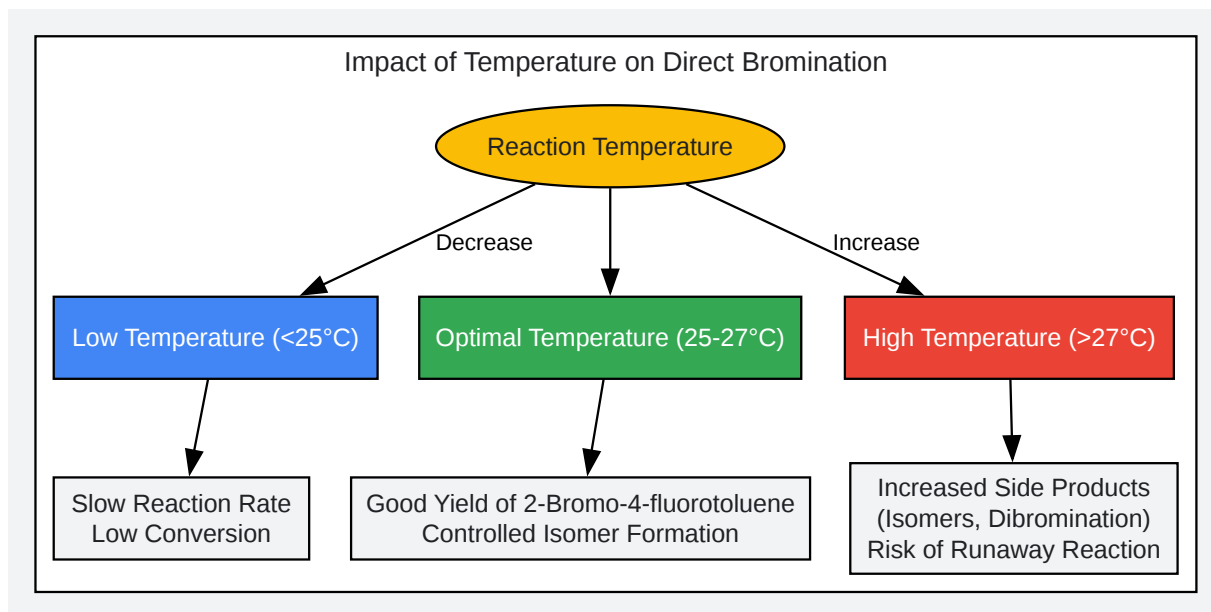 Impact of Temperature on Direct Bromination
Reaction Temperature
Decrease
Increase
Low Temperature (<25°C)
Optimal Temperature (25-27°C)
High Temperature (>27°C)
Slow Reaction Rate
Low Conversion
Good Yield of 2-Bromo-4-fluorotoluene
Controlled Isomer Formation
Increased Side Products
(Isomers, Dibromination)
Risk of Runaway Reaction